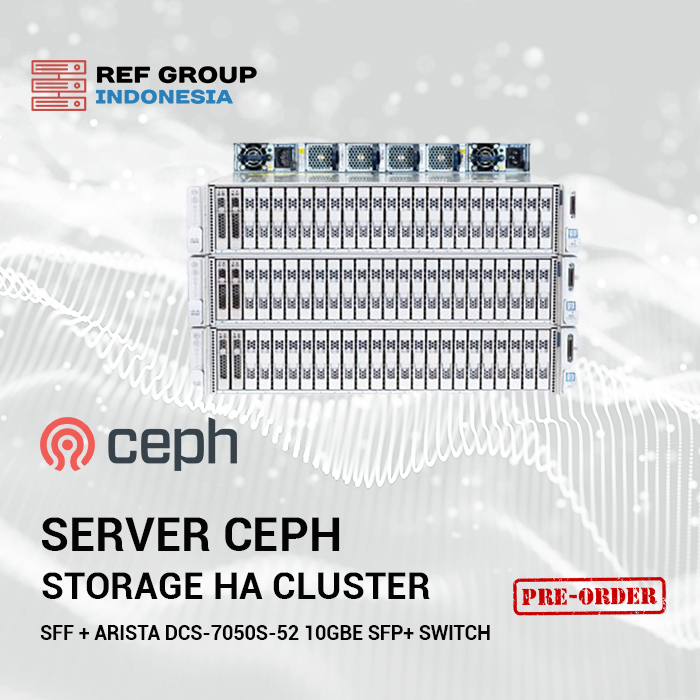 REF GROUP
INDONESIA
ceph
SERVER CEPH
STORAGE HA CLUSTER
PRE-ORDER
SFF + ARISTA DCS-7050S-52 10GBE SFP+ SWITCH